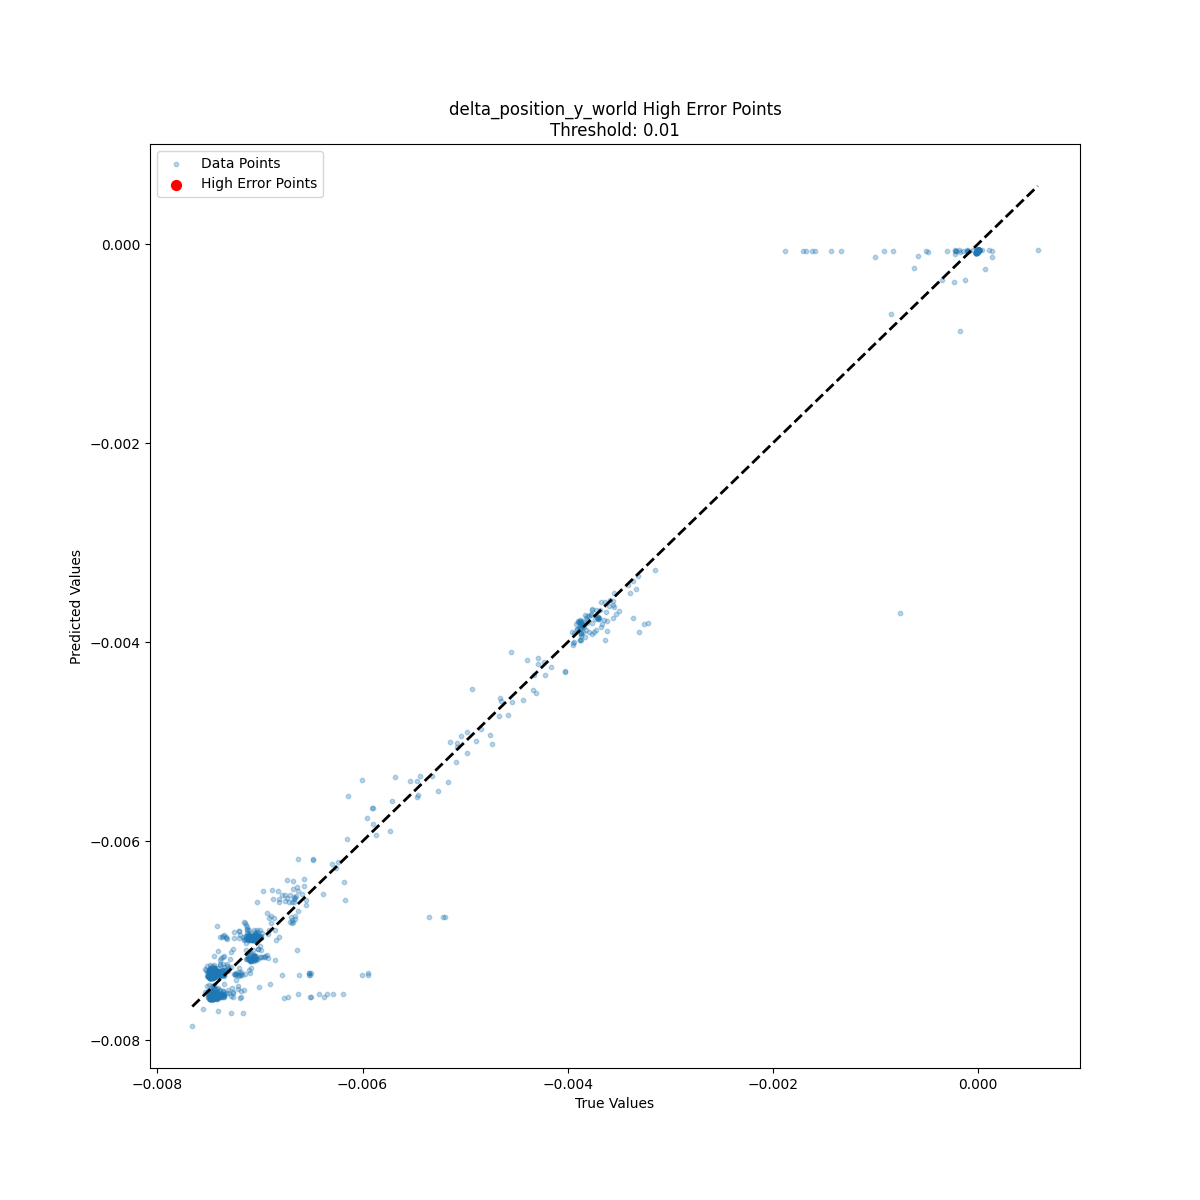 delta_position_y_world High Error Points
Threshold: 0.01
Data Points
High Error Points
0.000
−0.002
−0.004
−0.006
−0.008
Predicted Values
−0.008
−0.006
−0.004
−0.002
0.000
True Values